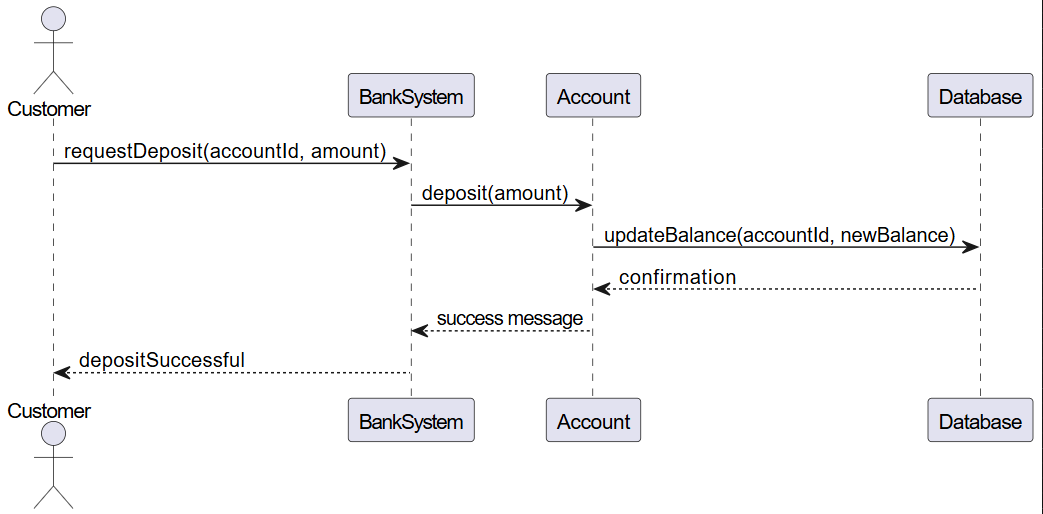 Customer
BankSystem
Account
Database
requestDeposit(accountId, amount)
deposit(amount)
updateBalance(accountId, newBalance)
confirmation
success message
depositSuccessful
Customer
BankSystem
Account
Database